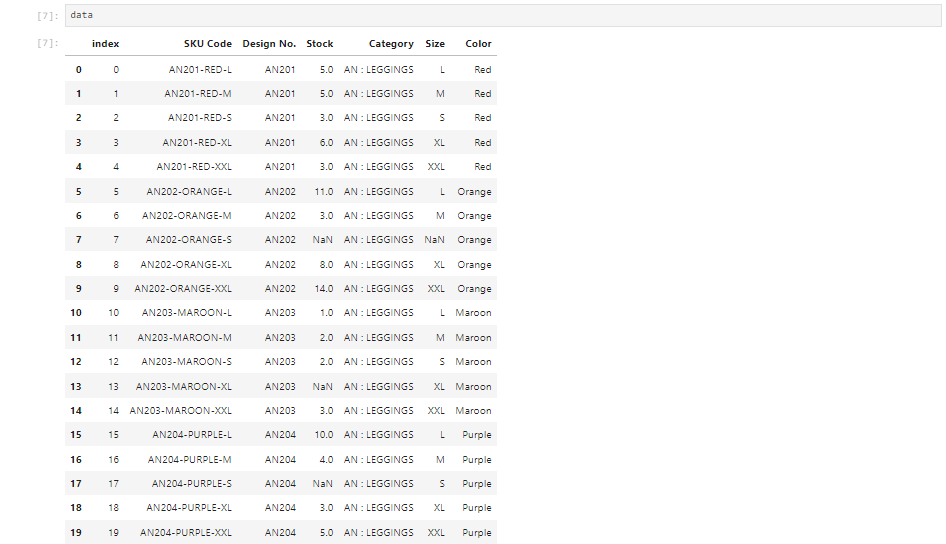 [7]: data
[7]: index SKU Code Design No. Stock Category Size Color
0 0 AN201-RED-L AN201 5.0 AN : LEGGINGS L Red
1 1 AN201-RED-M AN201 5.0 AN : LEGGINGS M Red
2 2 AN201-RED-S AN201 3.0 AN : LEGGINGS S Red
3 3 AN201-RED-XL AN201 6.0 AN : LEGGINGS XL Red
4 4 AN201-RED-XXL AN201 3.0 AN : LEGGINGS XXL Red
5 5 AN202-ORANGE-L AN202 11.0 AN : LEGGINGS L Orange
6 6 AN202-ORANGE-M AN202 3.0 AN : LEGGINGS M Orange
7 7 AN202-ORANGE-S AN202 NaN AN : LEGGINGS NaN Orange
8 8 AN202-ORANGE-XL AN202 8.0 AN : LEGGINGS XL Orange
9 9 AN202-ORANGE-XXL AN202 14.0 AN : LEGGINGS XXL Orange
10 10 AN203-MAROON-L AN203 1.0 AN : LEGGINGS L Maroon
11 11 AN203-MAROON-M AN203 2.0 AN : LEGGINGS M Maroon
12 12 AN203-MAROON-S AN203 2.0 AN : LEGGINGS S Maroon
13 13 AN203-MAROON-XL AN203 NaN AN : LEGGINGS XL Maroon
14 14 AN203-MAROON-XXL AN203 3.0 AN : LEGGINGS XXL Maroon
15 15 AN204-PURPLE-L AN204 10.0 AN : LEGGINGS L Purple
16 16 AN204-PURPLE-M AN204 4.0 AN : LEGGINGS M Purple
17 17 AN204-PURPLE-S AN204 NaN AN : LEGGINGS S Purple
18 18 AN204-PURPLE-XL AN204 3.0 AN : LEGGINGS XL Purple
19 19 AN204-PURPLE-XXL AN204 5.0 AN : LEGGINGS XXL Purple